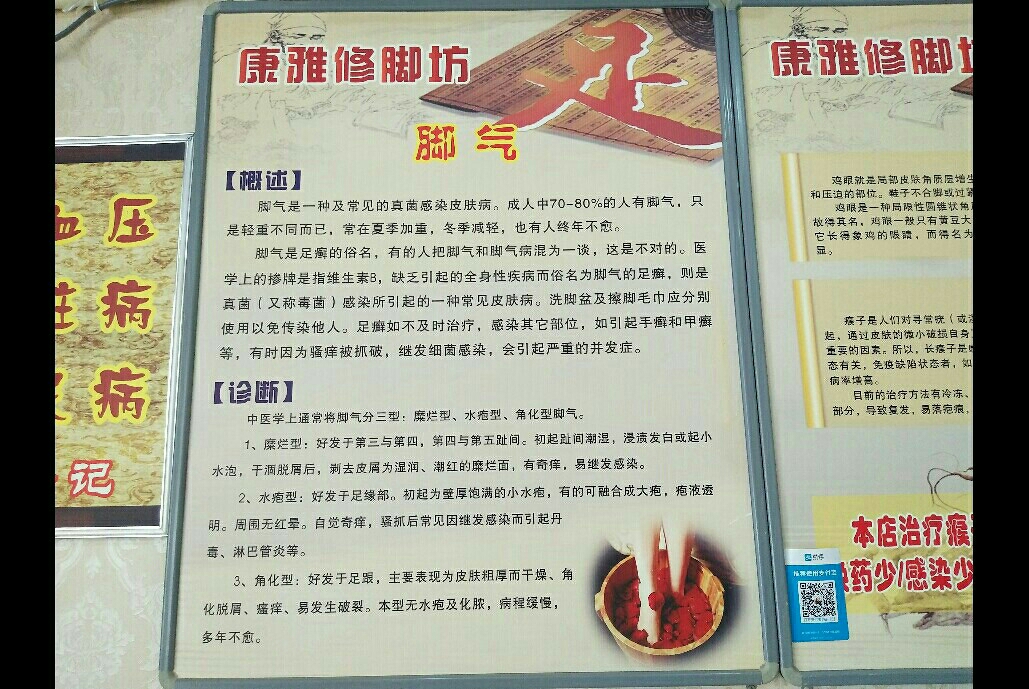 康雅修脚坊
足
脚气
【概述】
脚气是一种及常见的真菌感染皮肤病。成人中70-80%的人有脚气，只
是轻重不同而已，常在夏季加重，冬季减轻，也有人终年不愈。
脚气是足癣的俗名，有的人把脚气和脚气病混为一谈，这是不对的。医
学上的掺牌是指维生素B，缺乏引起的全身性疾病而俗名为脚气的足癣，则是
真菌（又称毒菌）感染所引起的一种常见皮肤病。洗脚盆及擦脚毛巾应分别
使用以免传染他人。足癣如不及时治疗，感染其它部位，如引起手癣和甲癣
等，有时因为骚痒被抓破，继发细菌感染，会引起严重的并发症。
【诊断】
中医学上通常将脚气分三型：糜烂型、水疱型、角化型脚气。
1、糜烂型：好发于第三与第四，第四与第五趾间。初起趾间潮湿，浸渍发白或起小
水泡，干涸脱屑后，剥去皮屑为湿润、潮红的糜烂面，有奇痒，易继发感染。
2、水疱型：好发于足缘部。初起为壁厚饱满的小水疱，有的可融合成大疱，疱液透
明。周围无红晕。自觉奇痒，骚抓后常见因继发感染而引起丹
毒、淋巴管炎等。
3、角化型：好发于足跟，主要表现为皮肤粗厚而干燥、角
化脱屑、瘙痒、易发生破裂。本型无水疱及化脓，病程缓慢，
多年不愈。
血压
病
病
记
康雅修脚坊
鸡眼就是局部皮肤角质层增生
和压迫的部位。鞋子不合脚或过紧
鸡眼是一种局限性圆锥状角质
故得其名，鸡眼一般只有黄豆大
它长得象鸡的眼睛，而得名为
显。
瘊子是人们对寻常疣（或
起，通过皮肤的微小破损自身
重要的因素。所以，长瘊子是
态有关，免疫缺陷状态者，如
病率增高。
目前的治疗方法有冷冻、
部分，导致复发，易落疤痕，
本店治疗瘊
药少/感染少
推荐使用支付宝